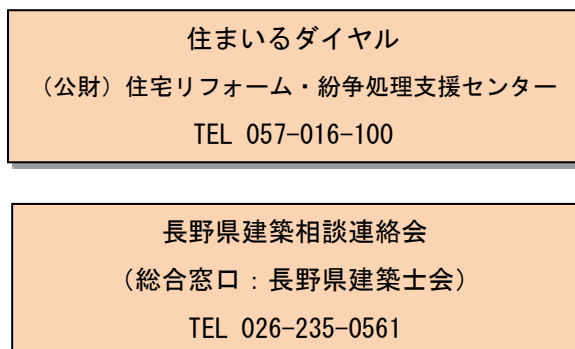 住まいるダイヤル
（公財）住宅リフォーム・紛争処理支援センター
TEL 057-016-100
長野県建築相談連絡会
（総合窓口：長野県建築士会）
TEL 026-235-0561